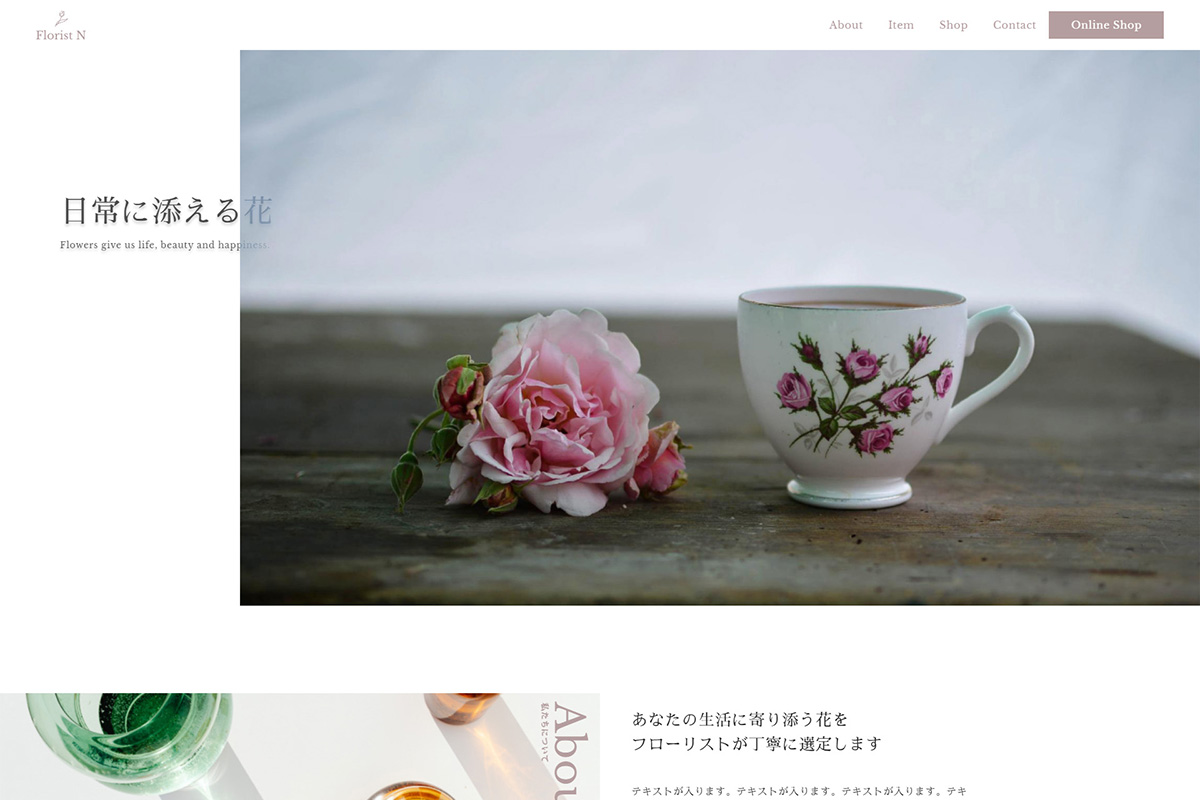 Florist N
About
Item
Shop
Contact
Online Shop
日常に添える花
Flowers give us life, beauty and happiness.
私たちについて
Abou
あなたの生活に寄り添う花を
フローリストが丁寧に選定します
テキストが入ります。テキストが入ります。テキストが入ります。テキ